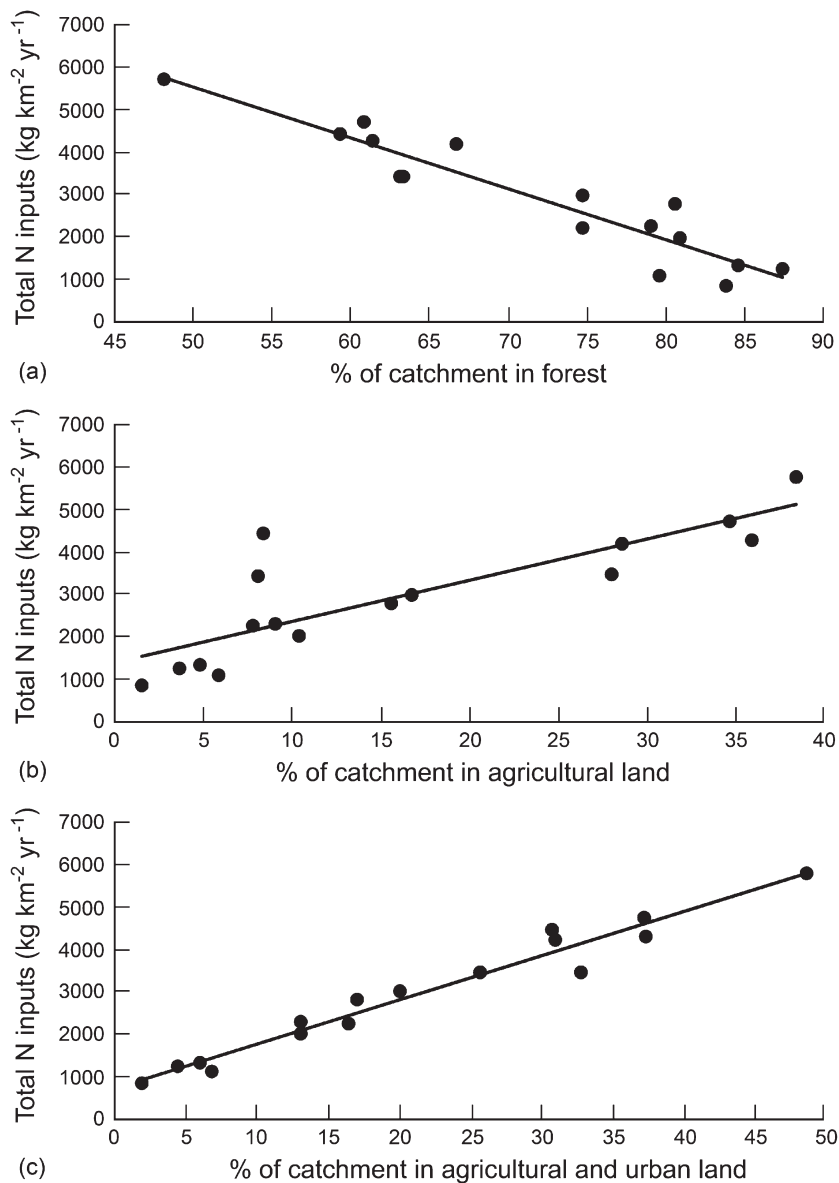 7000
6000
5000
4000
3000
2000
1000
0
Total N inputs (kg km⁻² yr⁻¹)
45 50 55 60 65 70 75 80 85 90
(a) % of catchment in forest
7000
6000
5000
4000
3000
2000
1000
0
Total N inputs (kg km⁻² yr⁻¹)
0 5 10 15 20 25 30 35 40
(b) % of catchment in agricultural land
7000
6000
5000
4000
3000
2000
1000
0
Total N inputs (kg km⁻² yr⁻¹)
0 5 10 15 20 25 30 35 40 45 50
(c) % of catchment in agricultural and urban land